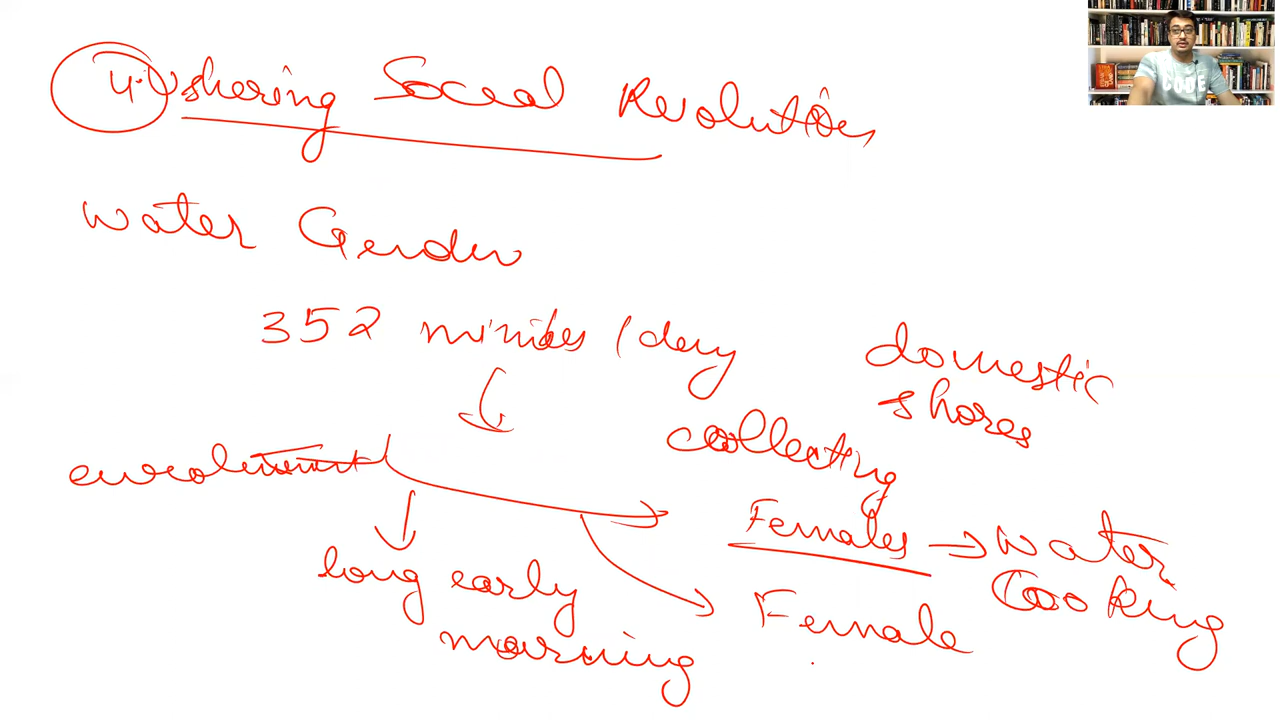 4. Ushering Social Revolution
Water Gender
352 minutes / day
domestic
shores
collecting
enrolment
Females → Water
Cooking
long early
morning
Female
CODE